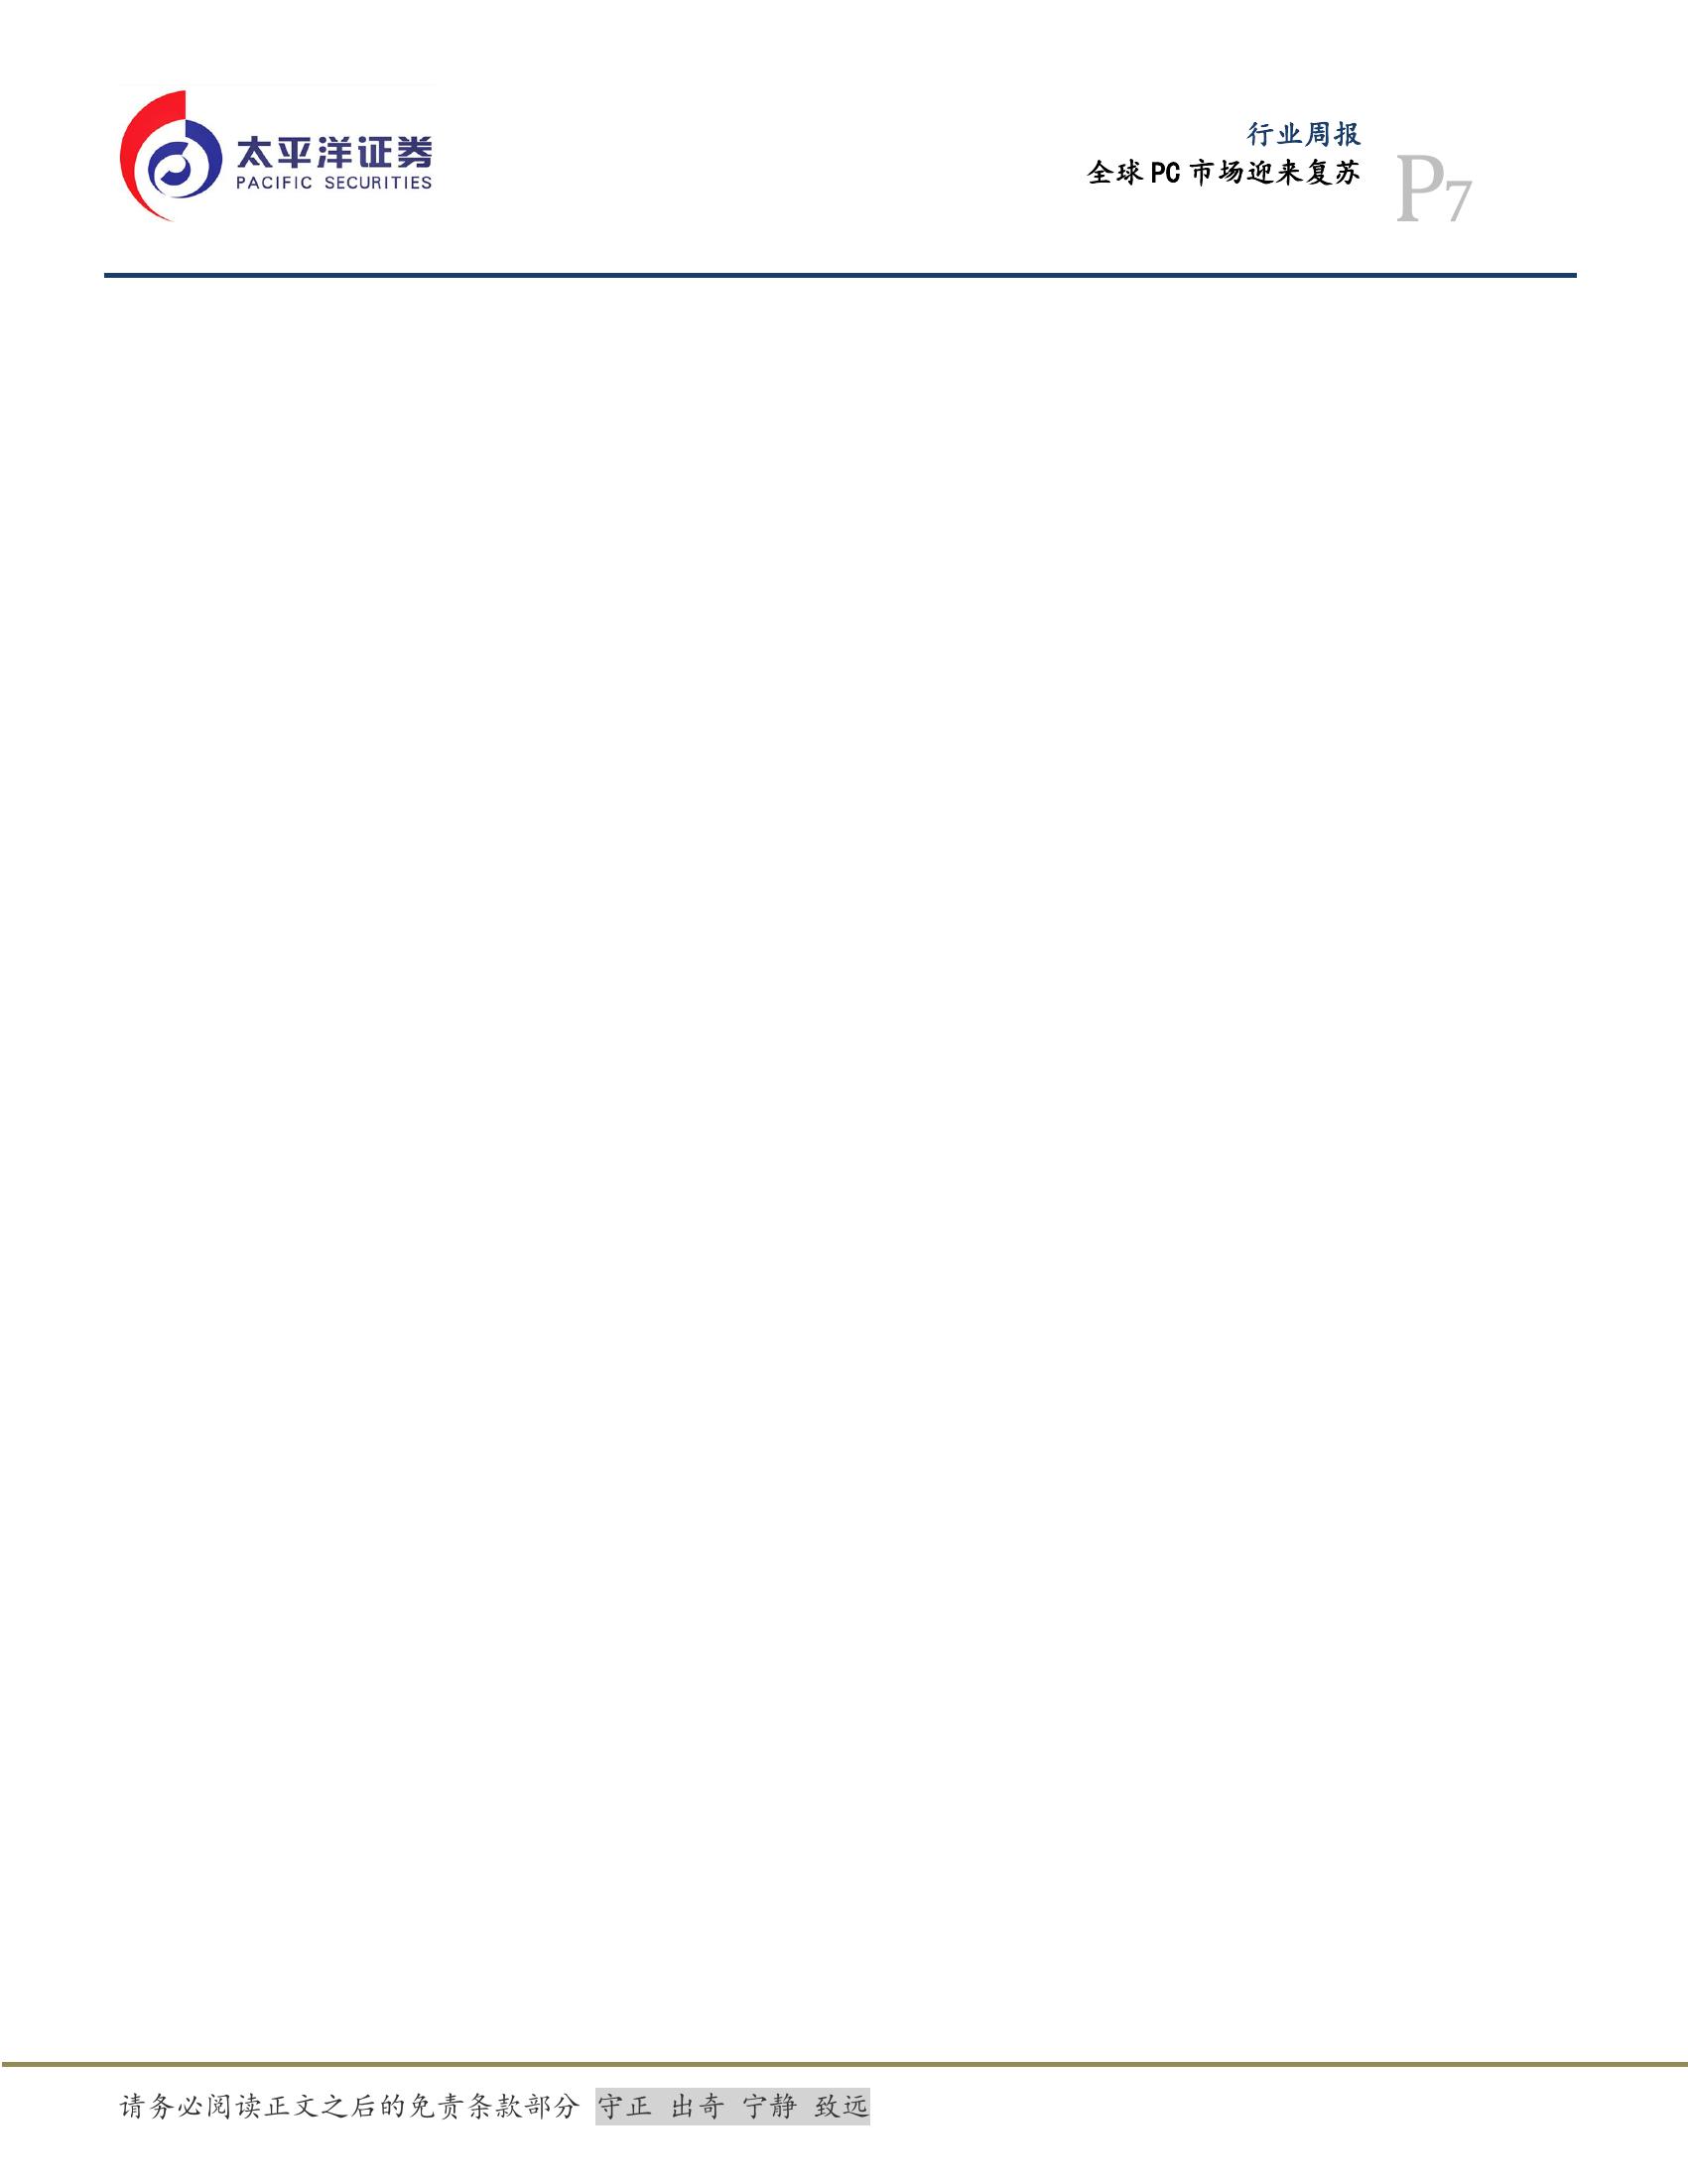 太平洋证券
PACIFIC SECURITIES
行业周报
全球 PC 市场迎来复苏
P7
请务必阅读正文之后的免责条款部分 守正 出奇 宁静 致远